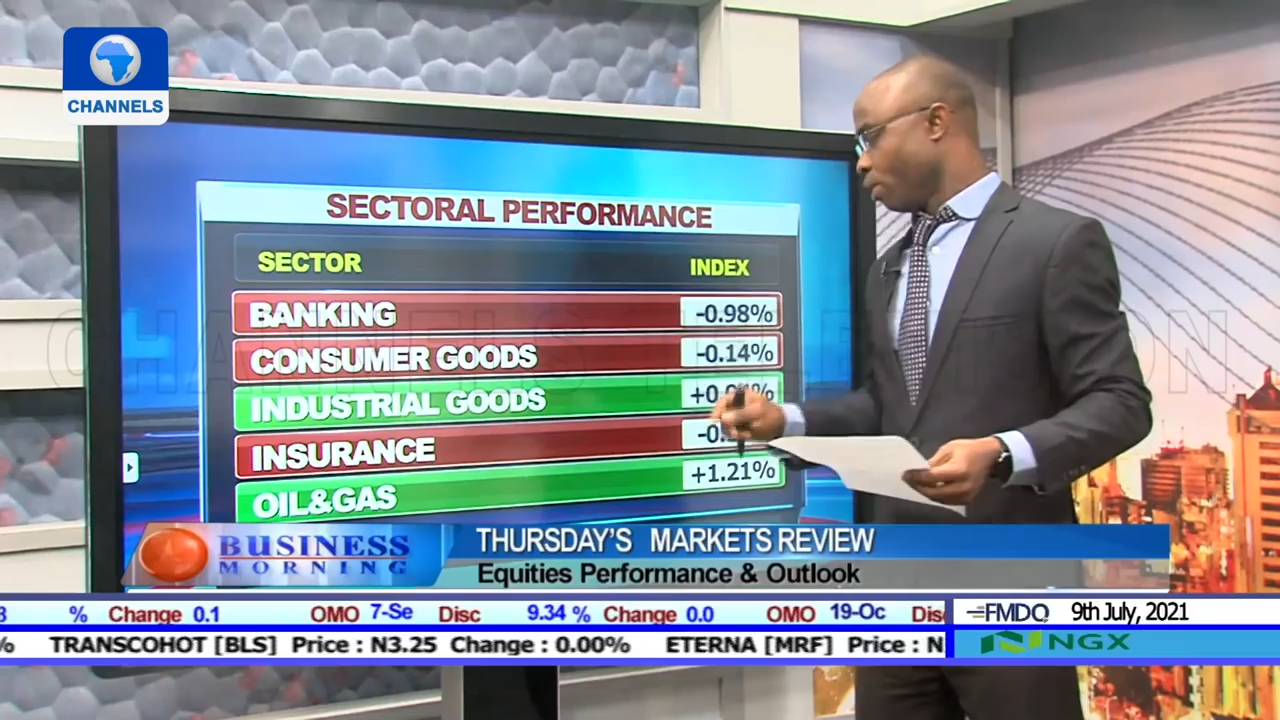 CHANNELS
SECTORAL PERFORMANCE
SECTOR INDEX
BANKING -0.98%
CONSUMER GOODS -0.14%
INDUSTRIAL GOODS
INSURANCE
OIL&GAS +1.21%
CHANNELS TELEVISION
BUSINESS MORNING
THURSDAY'S MARKETS REVIEW
Equities Performance & Outlook
% Change 0.1 OMO 7-Se Disc 9.34 % Change 0.0 OMO 19-Oc
FMDQ 9th July, 2021
% TRANSCOHOT [BLS] Price : N3.25 Change : 0.00% ETERNA [MRF] Price : N
NGX